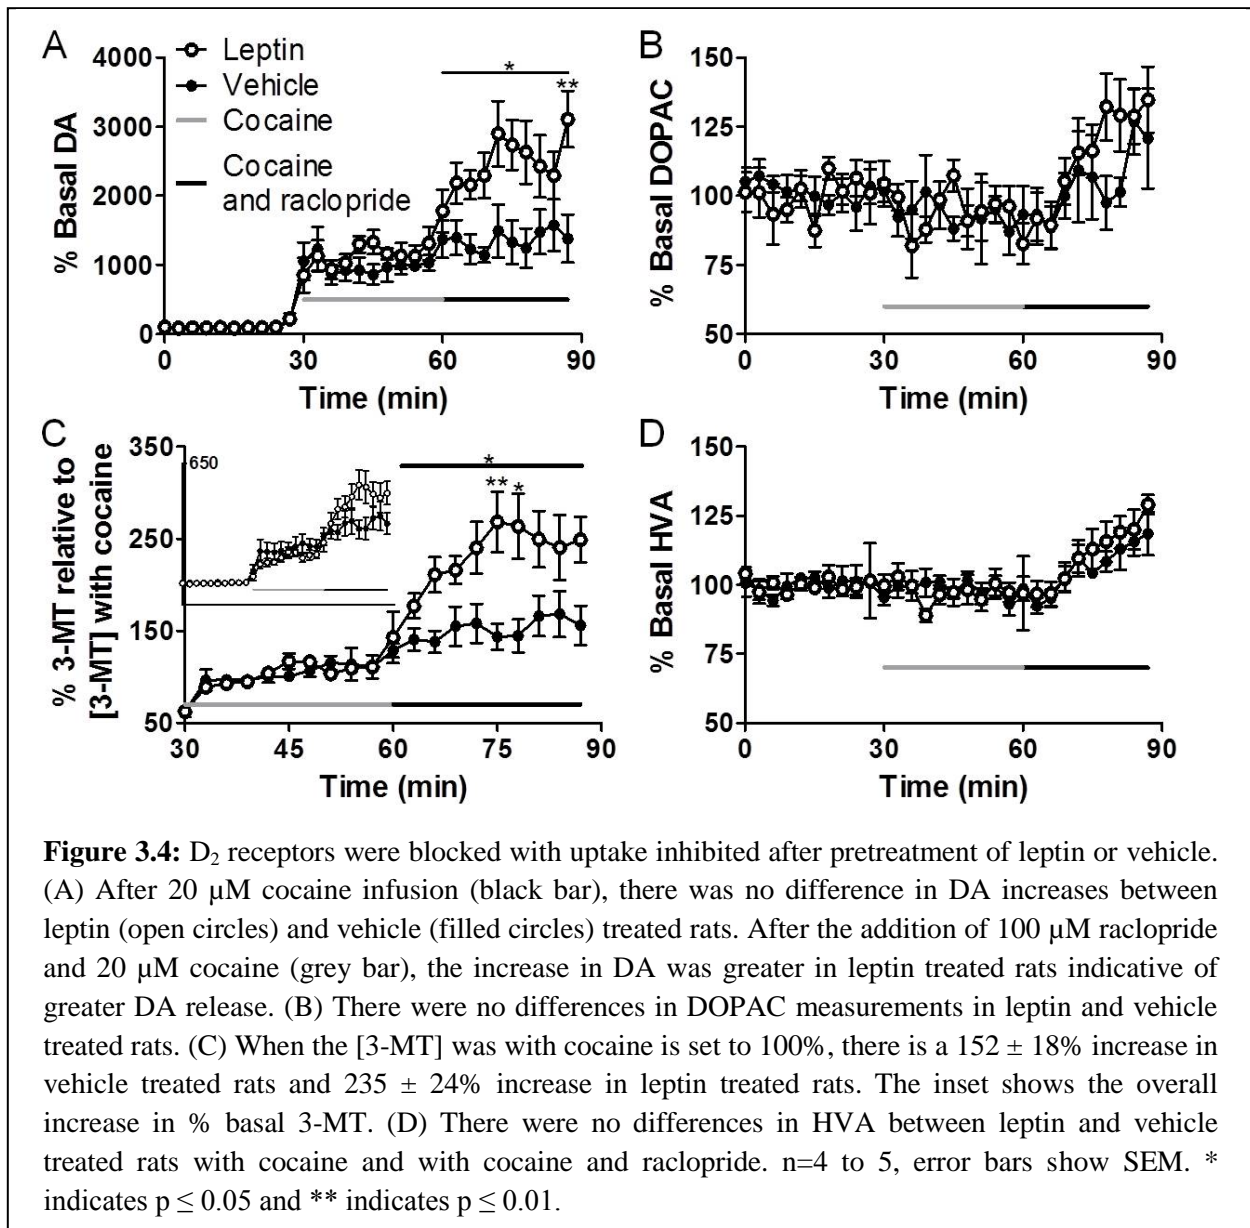 A
4000
3000
2000
1000
0
% Basal DA
Leptin
Vehicle
Cocaine
Cocaine
and raclopride
*
**
0 30 60 90
Time (min)
B
150
125
100
75
50
% Basal DOPAC
0 30 60 90
Time (min)
C
350
250
150
50
% 3-MT relative to
[3-MT] with cocaine
650
*
** *
30 45 60 75 90
Time (min)
D
150
125
100
75
50
% Basal HVA
0 30 60 90
Time (min)
Figure 3.4: D₂ receptors were blocked with uptake inhibited after pretreatment of leptin or vehicle.
(A) After 20 µM cocaine infusion (black bar), there was no difference in DA increases between
leptin (open circles) and vehicle (filled circles) treated rats. After the addition of 100 µM raclopride
and 20 µM cocaine (grey bar), the increase in DA was greater in leptin treated rats indicative of
greater DA release. (B) There were no differences in DOPAC measurements in leptin and vehicle
treated rats. (C) When the [3-MT] was with cocaine is set to 100%, there is a 152 ± 18% increase in
vehicle treated rats and 235 ± 24% increase in leptin treated rats. The inset shows the overall
increase in % basal 3-MT. (D) There were no differences in HVA between leptin and vehicle
treated rats with cocaine and with cocaine and raclopride. n=4 to 5, error bars show SEM. *
indicates p ≤ 0.05 and ** indicates p ≤ 0.01.